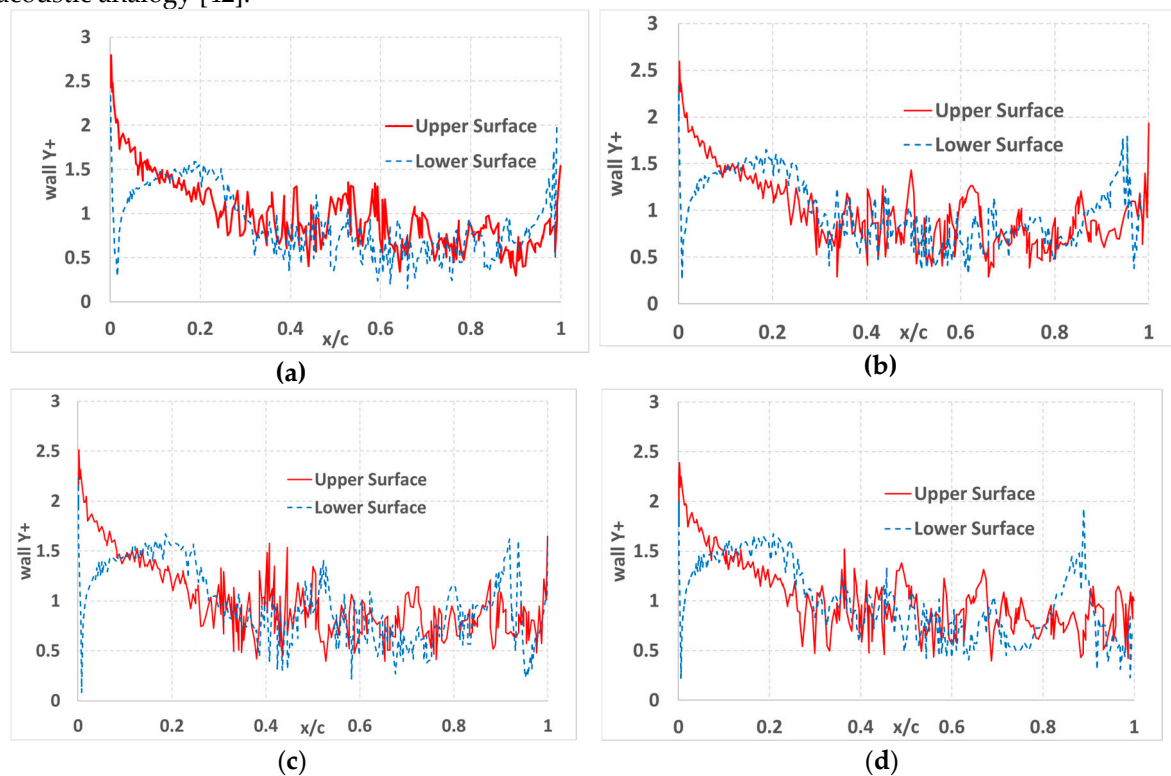 acoustic analogy [42].
3
2.5
2
1.5
1
0.5
0
wall Y+
Upper Surface
Lower Surface
0 0.2 0.4 0.6 0.8 1
x/c
(a)
3
2.5
2
1.5
1
0.5
0
wall Y+
Upper Surface
Lower Surface
0 0.2 0.4 x/c 0.6 0.8 1
(b)
3
2.5
2
1.5
1
0.5
0
wall Y+
Upper Surface
Lower Surface
0 0.2 0.4 x/c 0.6 0.8 1
(c)
3
2.5
2
1.5
1
0.5
0
wall Y+
Upper Surface
Lower Surface
0 0.2 0.4 x/c 0.6 0.8 1
(d)